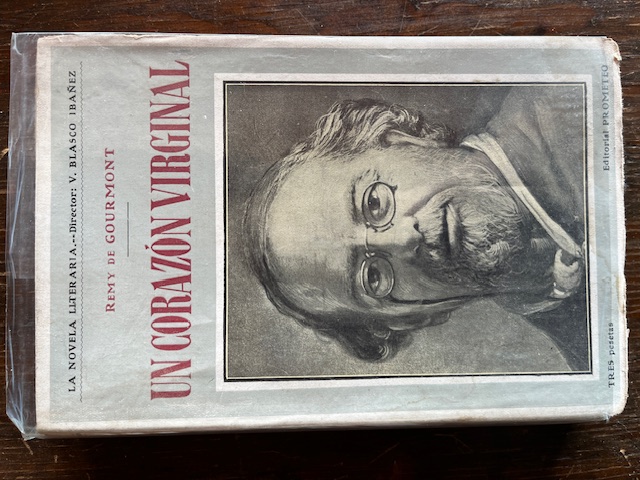 LA NOVELA LITERARIA.--Director: V. BLASCO IBAÑEZ
REMY DE GOURMONT
UN CORAZÓN VIRGINAL
TRES pesetas
Editorial PROMETEO